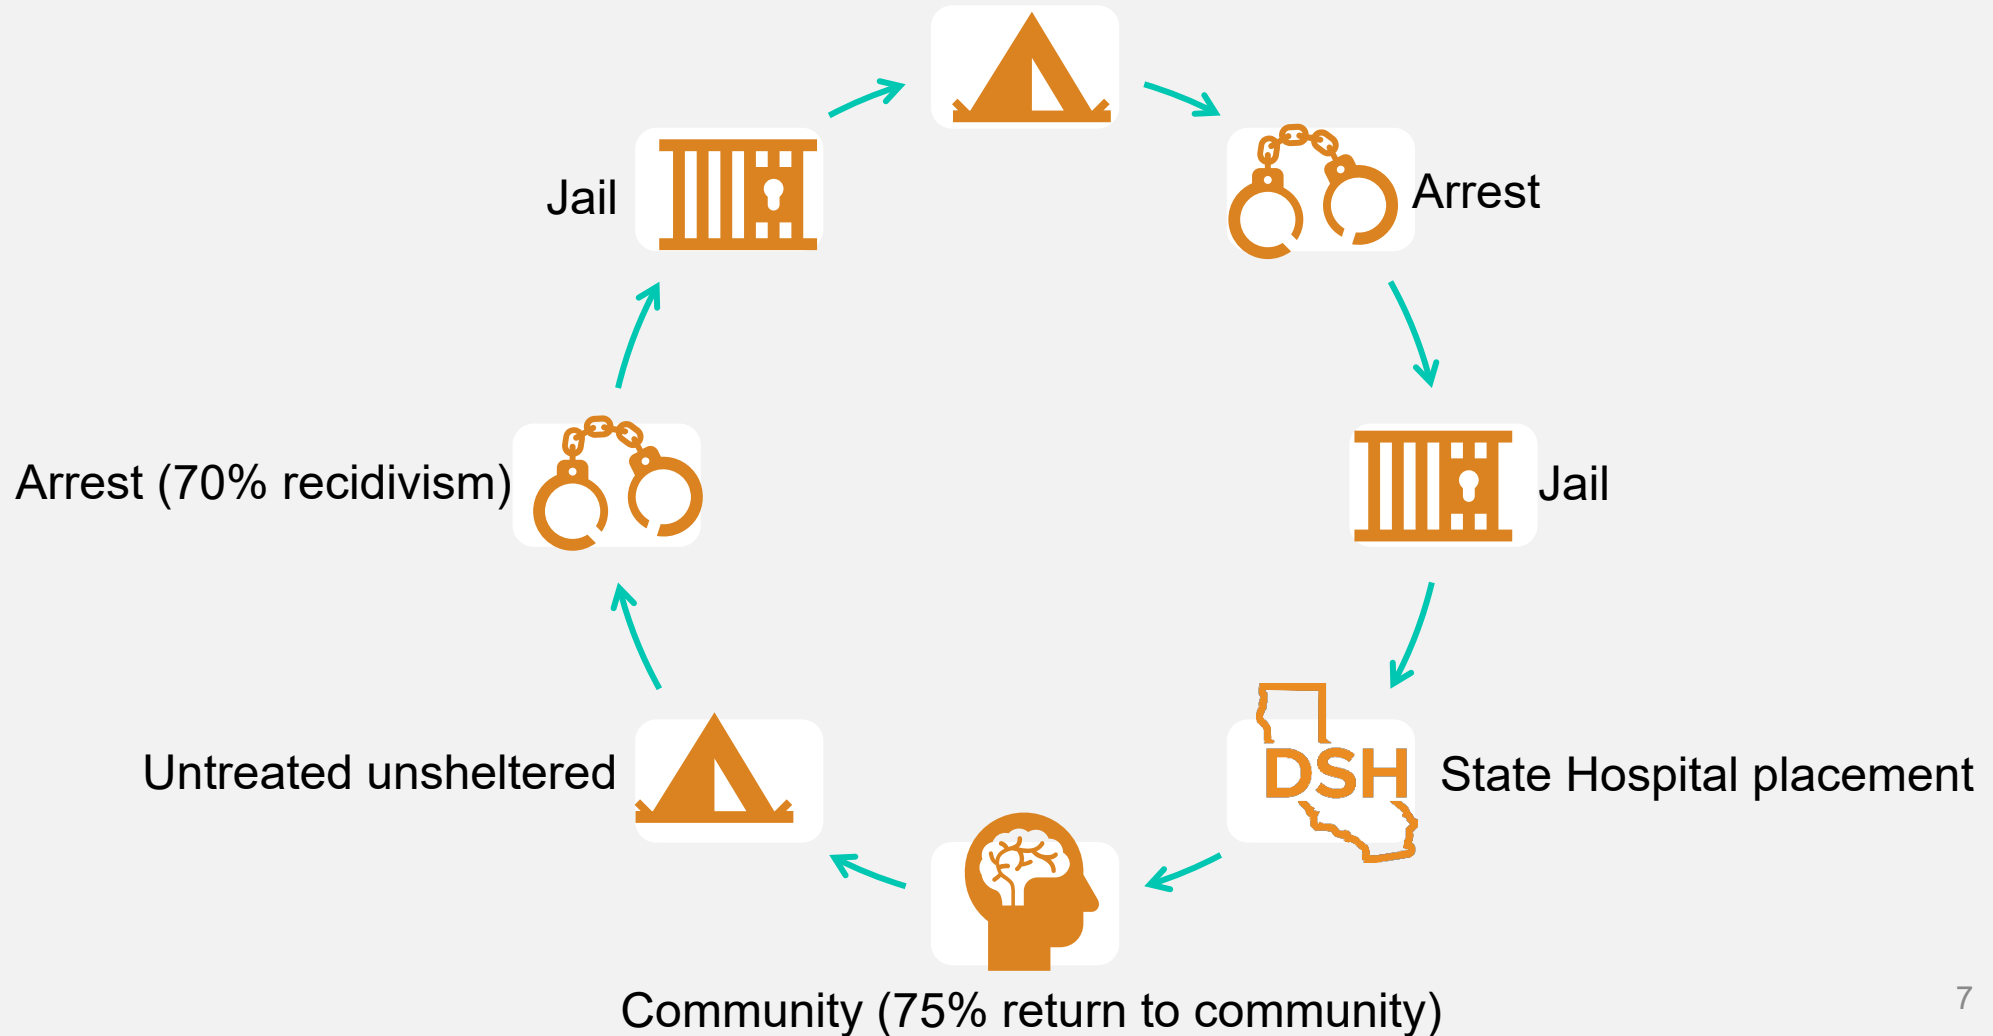 Jail
Arrest
Arrest (70% recidivism)
Jail
Untreated unsheltered
DSH
State Hospital placement
Community (75% return to community)
7